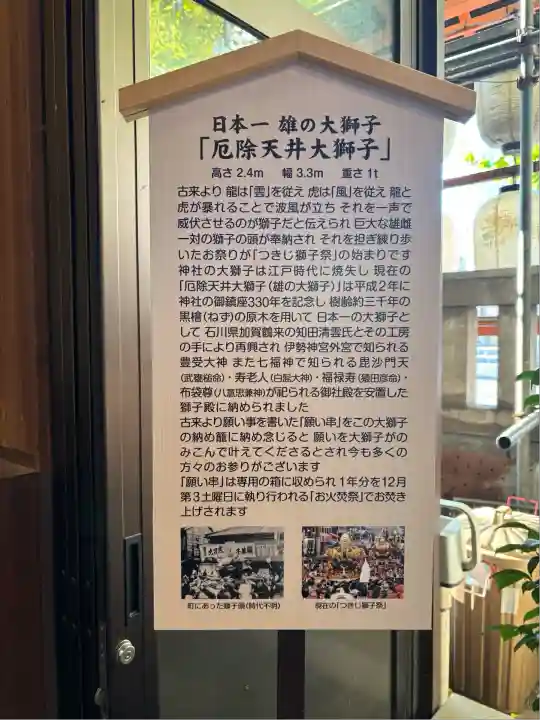 日本一 雄の大獅子
「厄除天井大獅子」
高さ 2.4m 幅 3.3m 重さ 1t
古来より 龍は「雲」を従え 虎は「風」を従え 龍と
虎が暴れることで波風が立ち それを一声で
威伏させるのが獅子だと伝えられ 巨大な雄雌
一対の獅子の頭が奉納され それを担ぎ練り歩
いたお祭りが「つきじ獅子祭」の始まりです
神社の大獅子は江戸時代に焼失し 現在の
「厄除天井大獅子(雄の大獅子)」は平成2年に
神社の御鎮座330年を記念し 樹齢約三千年の
黒檜(ねず)の原木を用いて 日本一の大獅子と
して 石川県加賀鶴来の知田清雲氏とその工房
の手により再興され 伊勢神宮外宮で知られる
豊受大神 また七福神で知られる毘沙門天
(武甕槌命)・寿老人(白髭大神)・福禄寿(猿田彦命)・
布袋尊(八意思兼神)が祀られる御社殿を安置した
獅子殿に納められました
古来より願い事を書いた「願い串」をこの大獅子
の納め籠に納め念じると 願いを大獅子がの
みこんで叶えてくださるとされ今も多くの
方々のお参りがございます
「願い串」は専用の箱に収められ 1年分を12月
第3土曜日に執り行われる「お火焚祭」でお焚き
上げされます
町にあった獅子頭(時代不明)
現在の「つきじ獅子祭」